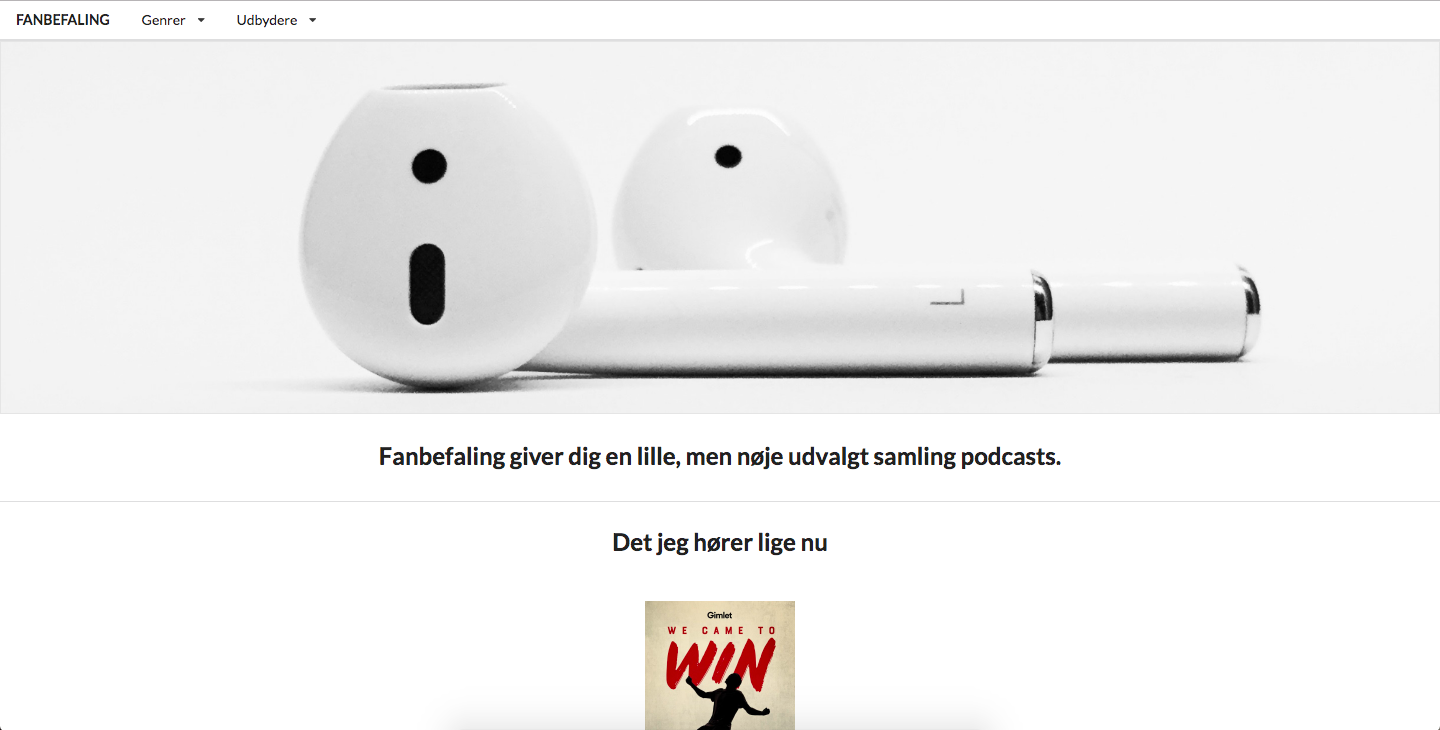 FANBEFALING Genrer Udbydere
L
Fanbefaling giver dig en lille, men nøje udvalgt samling podcasts.
Det jeg hører lige nu
Gimlet
WE CAME TO
WIN